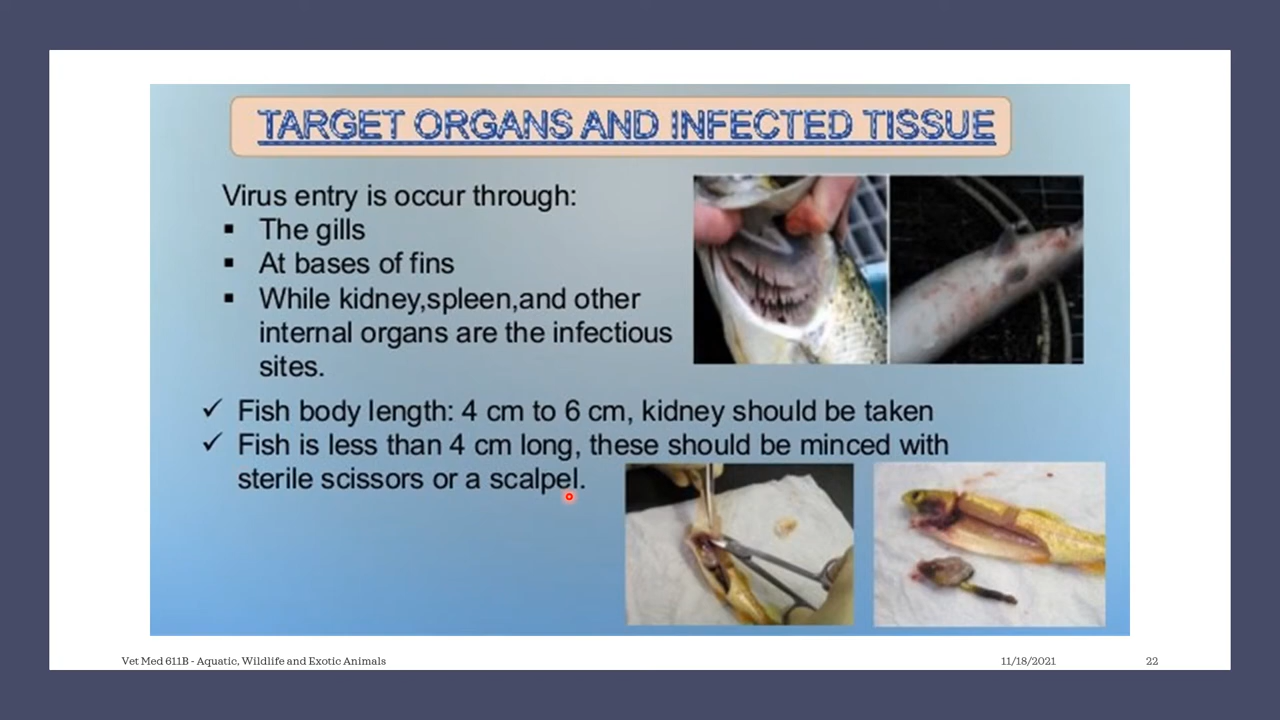 TARGET ORGANS AND INFECTED TISSUE
Virus entry is occur through:
▪ The gills
▪ At bases of fins
▪ While kidney,spleen,and other
internal organs are the infectious
sites.
✓ Fish body length: 4 cm to 6 cm, kidney should be taken
✓ Fish is less than 4 cm long, these should be minced with
sterile scissors or a scalpel.
Vet Med 611B - Aquatic, Wildlife and Exotic Animals
11/18/2021
22